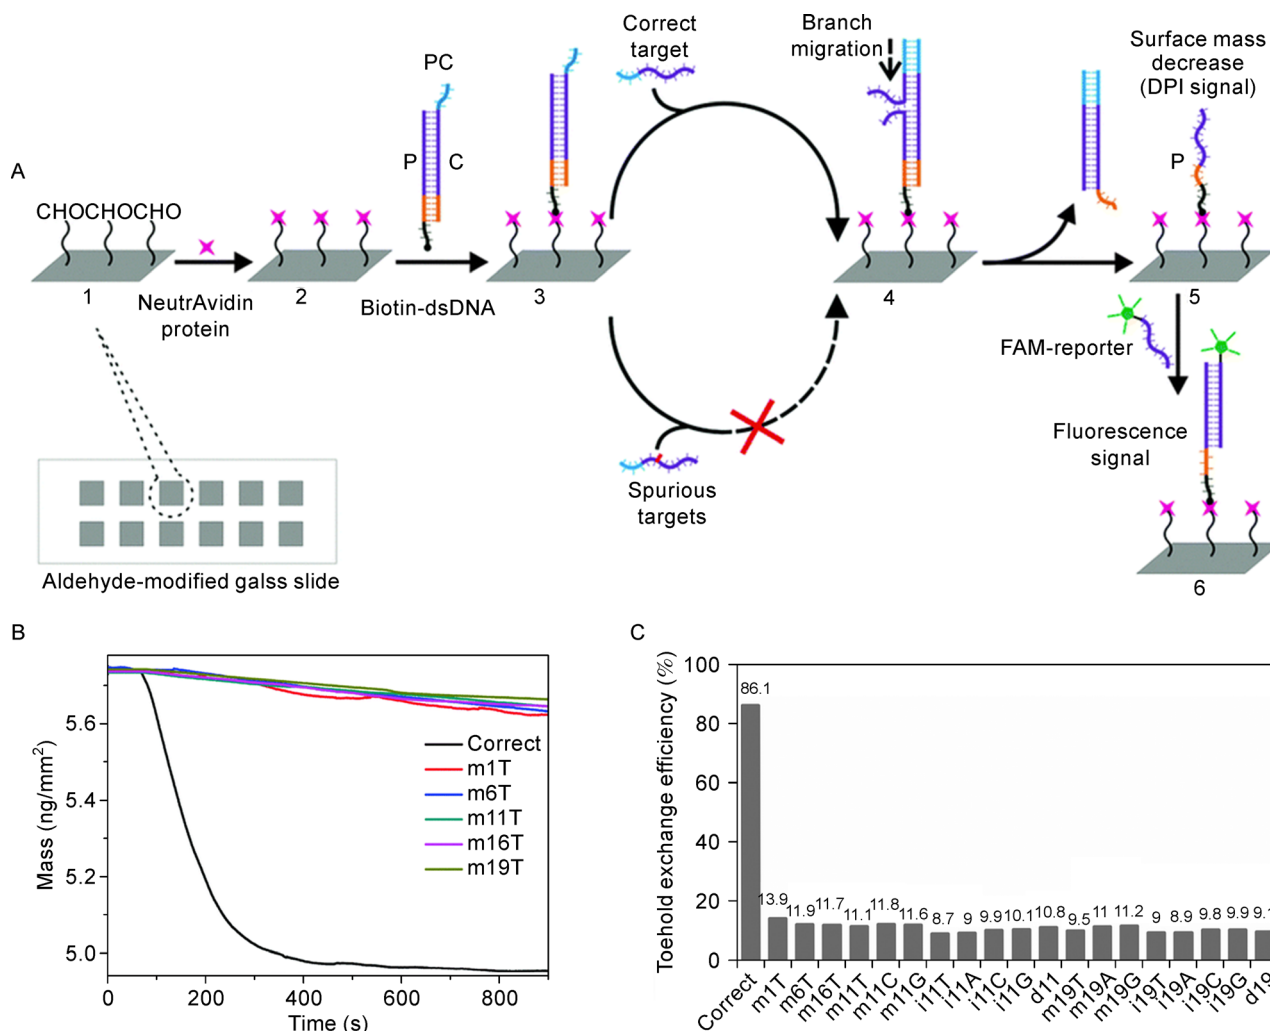 A
CHOCHOCHO
1
NeutrAvidin
protein
2
PC
P
C
Biotin-dsDNA
3
Correct
target
Spurious
targets
Branch
migration
4
Surface mass
decrease
(DPI signal)
P
5
FAM-reporter
Fluorescence
signal
6
Aldehyde-modified galss slide
B
Mass (ng/mm²)
5.6
5.4
5.2
5.0
0
200
400
600
800
Time (s)
Correct
m1T
m6T
m11T
m16T
m19T
C
Toehold exchange efficiency (%)
100
80
60
40
20
0
86.1
13.9
11.9
11.7
11.1
11.8
11.6
8.7
9
9.9
10.1
10.8
9.5
11
11.2
9
8.9
9.8
9.9
9.1
Correct
m1T
m6T
m16T
m11T
m11C
m11G
i11T
i11A
i11C
i11G
d11
m19T
m19A
m19G
i19T
i19A
i19C
i19G
d19